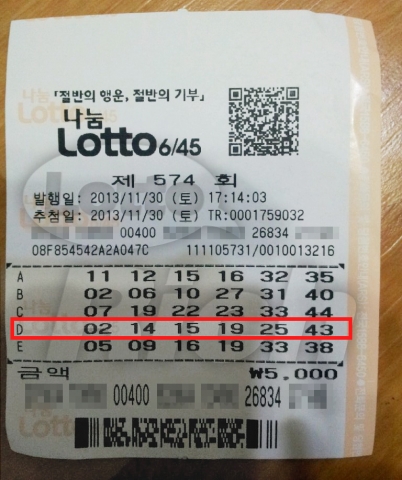 「절반의 행운, 절반의 기부」
나눔
Lotto 6/45
제 574 회
발행일: 2013/11/30 (토) 17:14:03
추첨일: 2013/11/30 (토) TR:0001759032
00400 26834
08F854542A2A047C 111105731/0010013216
A 11 12 15 16 32 35
B 02 06 10 27 31 40
C 07 19 22 23 33 44
D 02 14 15 19 25 43
E 05 09 16 19 33 38
금액 ₩5,000
00400 26834